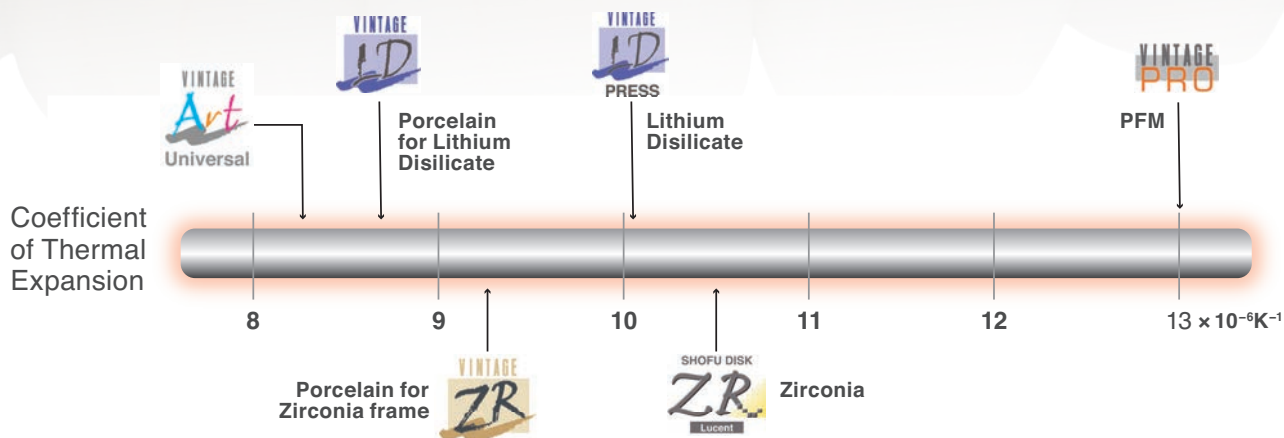 VINTAGE
LD
VINTAGE
LD
PRESS
VINTAGE
Art
Universal
VINTAGE
PRO
Porcelain
for Lithium
Disilicate
Lithium
Disilicate
PFM
Coefficient
of Thermal
Expansion
8
9
10
11
12
13 × 10⁻⁶K⁻¹
Porcelain for
Zirconia frame
VINTAGE
ZR
SHOFU DISK
ZR
Lucent
Zirconia